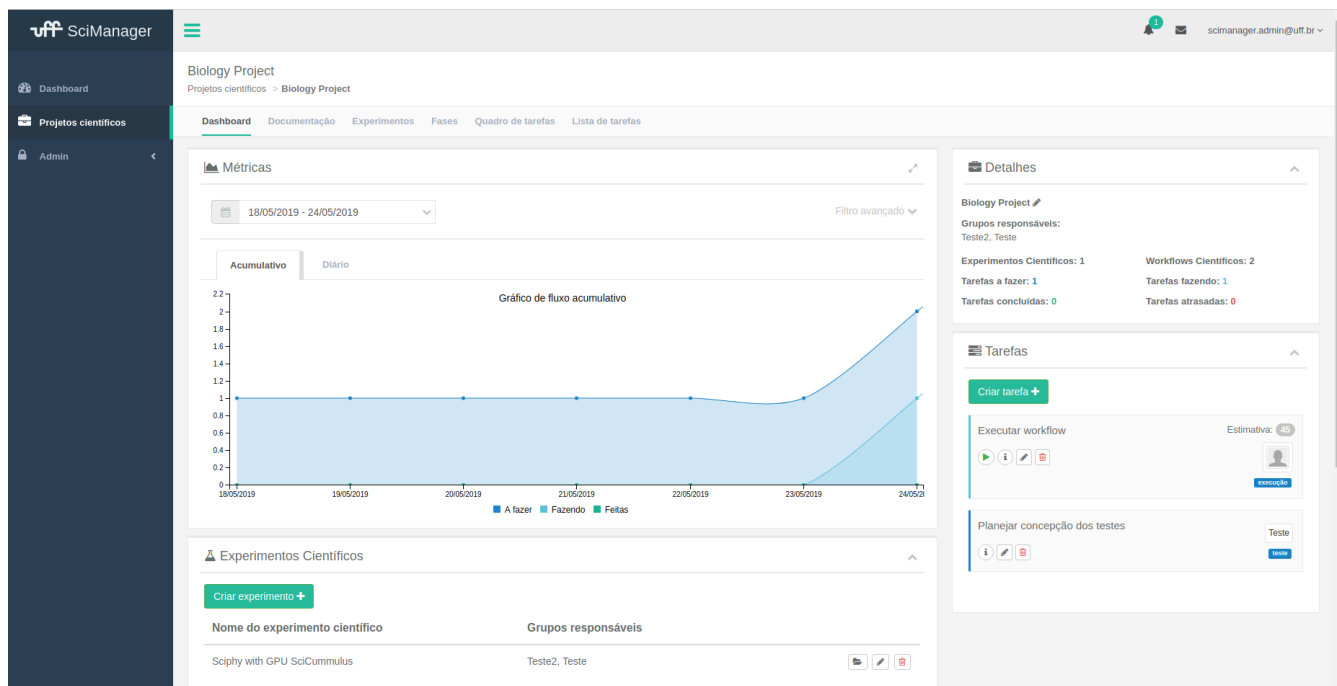 uff SciManager
1
scimanager.admin@uff.br
Dashboard
Projetos científicos
Admin
Biology Project
Projetos científicos > Biology Project
Dashboard Documentação Experimentos Fases Quadro de tarefas Lista de tarefas
Métricas
18/05/2019 - 24/05/2019
Filtro avançado
Acumulativo Diário
Gráfico de fluxo acumulativo
2.2
2
1.8
1.6
1.4
1.2
1
0.8
0.6
0.4
0.2
0
18/05/2019 19/05/2019 20/05/2019 21/05/2019 22/05/2019 23/05/2019 24/05/20
A fazer Fazendo Feitas
Experimentos Científicos
Criar experimento +
Nome do experimento científico Grupos responsáveis
Sciphy with GPU SciCummulus Teste2, Teste
Detalhes
Biology Project
Grupos responsáveis:
Teste2, Teste
Experimentos Científicos: 1 Workflows Científicos: 2
Tarefas a fazer: 1 Tarefas fazendo: 1
Tarefas concluídas: 0 Tarefas atrasadas: 0
Tarefas
Criar tarefa +
Executar workflow Estimativa: 45
execução
Planejar concepção dos testes
Teste
teste